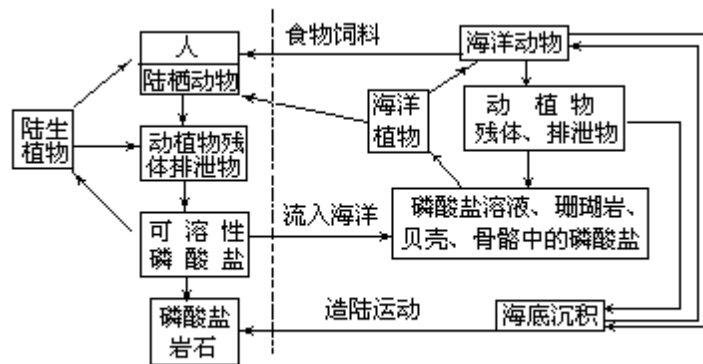 食物饲料
人
陆栖动物
海洋动物
陆生
植物
海洋
植物
动植物
残体、排泄物
动植物残
体排泄物
可溶性
磷酸盐
流入海洋
磷酸盐溶液、珊瑚岩、
贝壳、骨骼中的磷酸盐
磷酸盐
岩石
造陆运动
海底沉积